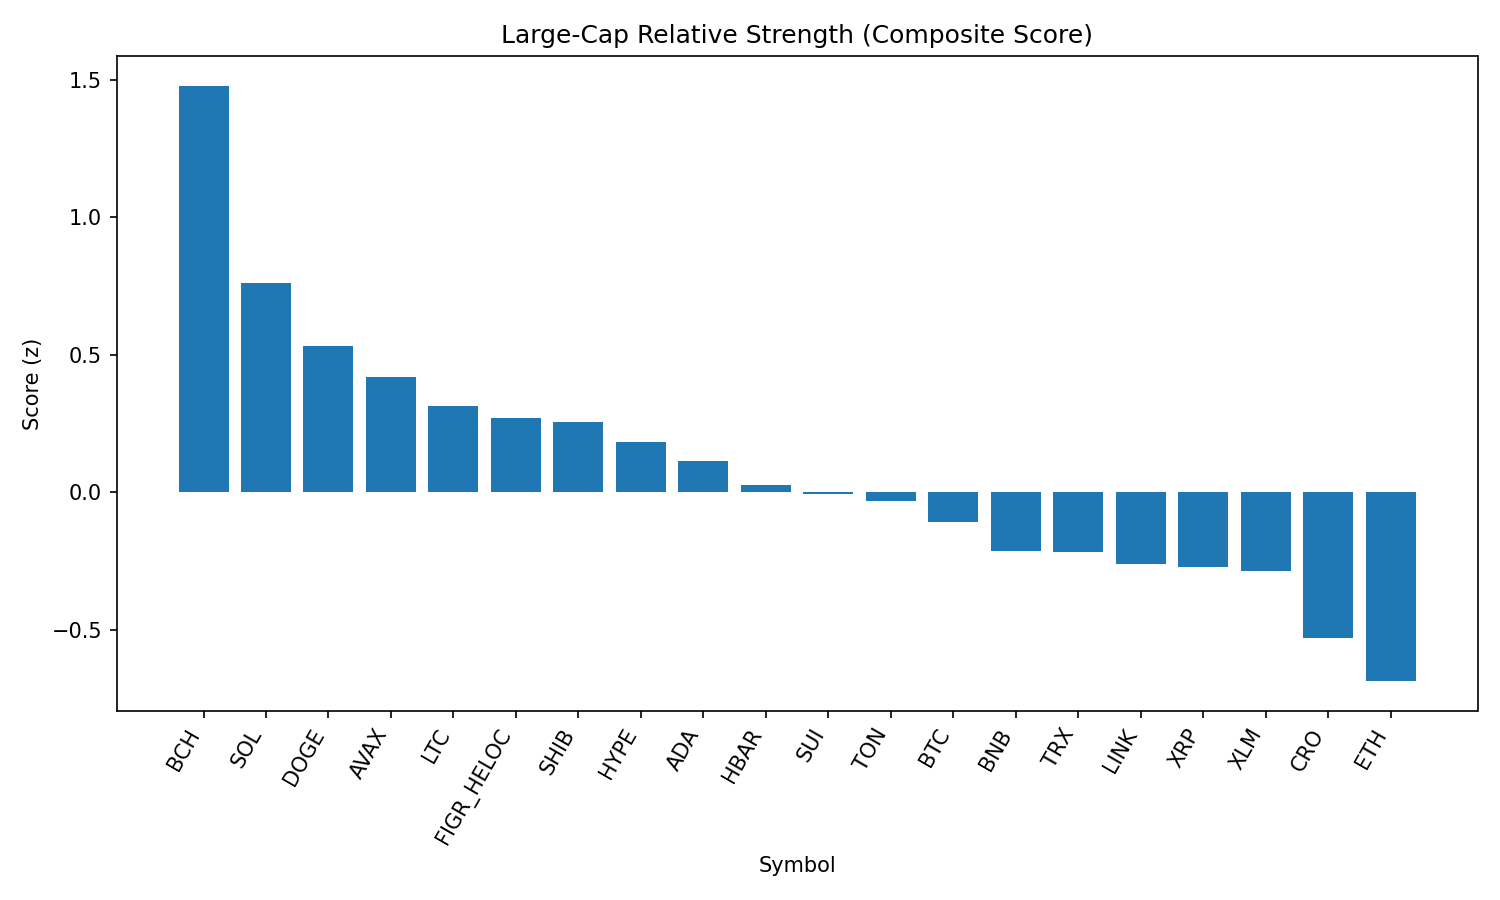 Large-Cap Relative Strength (Composite Score)
Score (z)
1.5
1.0
0.5
0.0
−0.5
BCH
SOL
DOGE
AVAX
LTC
FIGR_HELOC
SHIB
HYPE
ADA
HBAR
SUI
TON
BTC
BNB
TRX
LINK
XRP
XLM
CRO
ETH
Symbol